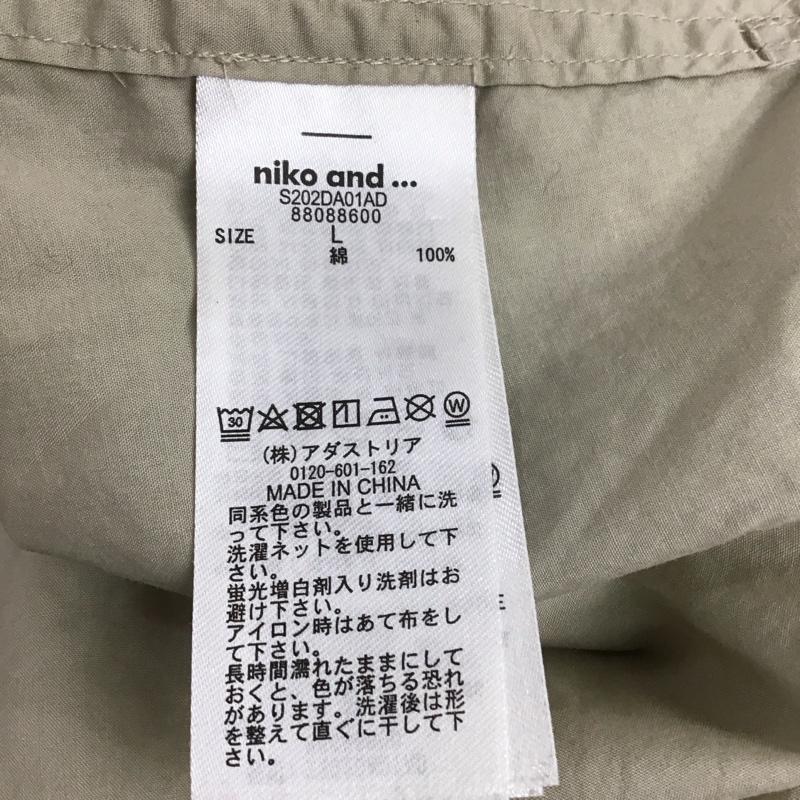 niko and ...
S202DA01AD
88088600
SIZE L
綿 100%
30 W
(株)アダストリア
0120-601-162
MADE IN CHINA
同系色の製品と一緒に洗
って下さい。
洗濯ネットを使用して下
さい。
蛍光増白剤入り洗剤はお
避け下さい。
アイロン時はあて布をし
て下さい。
長時間濡れたままにして
おくと、色が落ちる恐れ
があります。洗濯後は形
を整えて直ぐに干して下
さい。